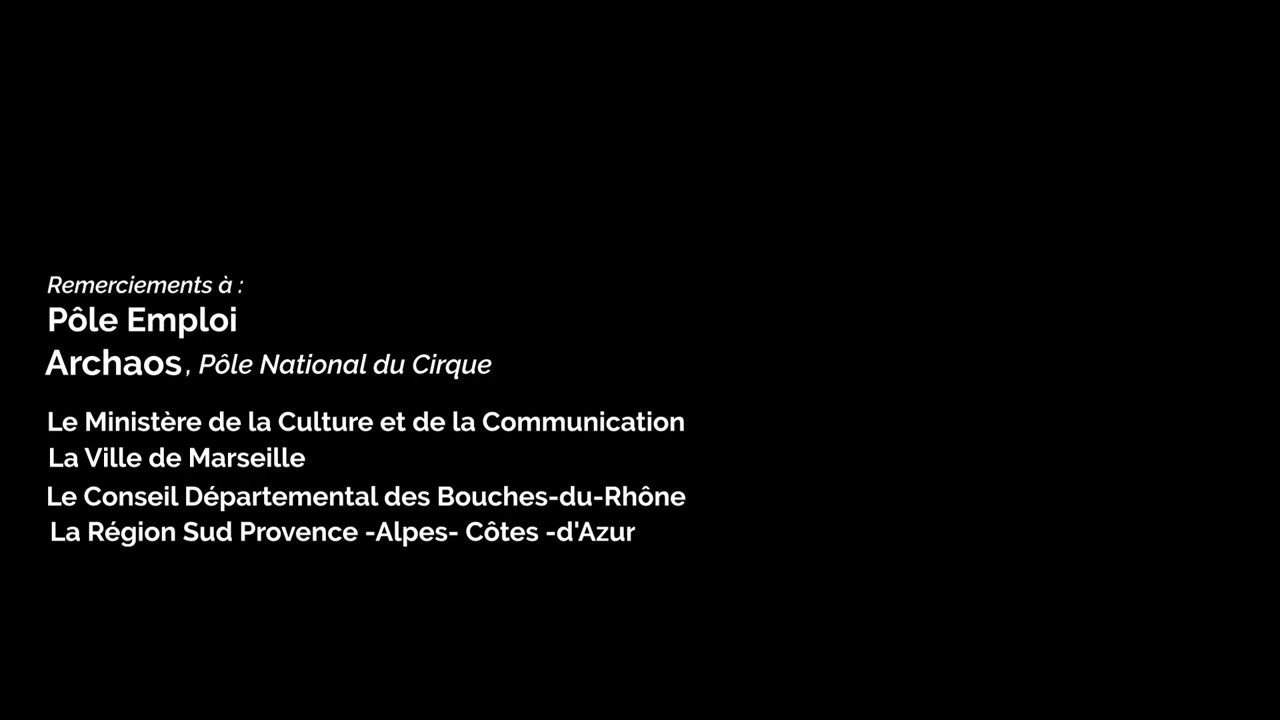 Remerciements à :
Pôle Emploi
Archaos , Pôle National du Cirque
Le Ministère de la Culture et de la Communication
La Ville de Marseille
Le Conseil Départemental des Bouches-du-Rhône
La Région Sud Provence -Alpes- Côtes -d'Azur